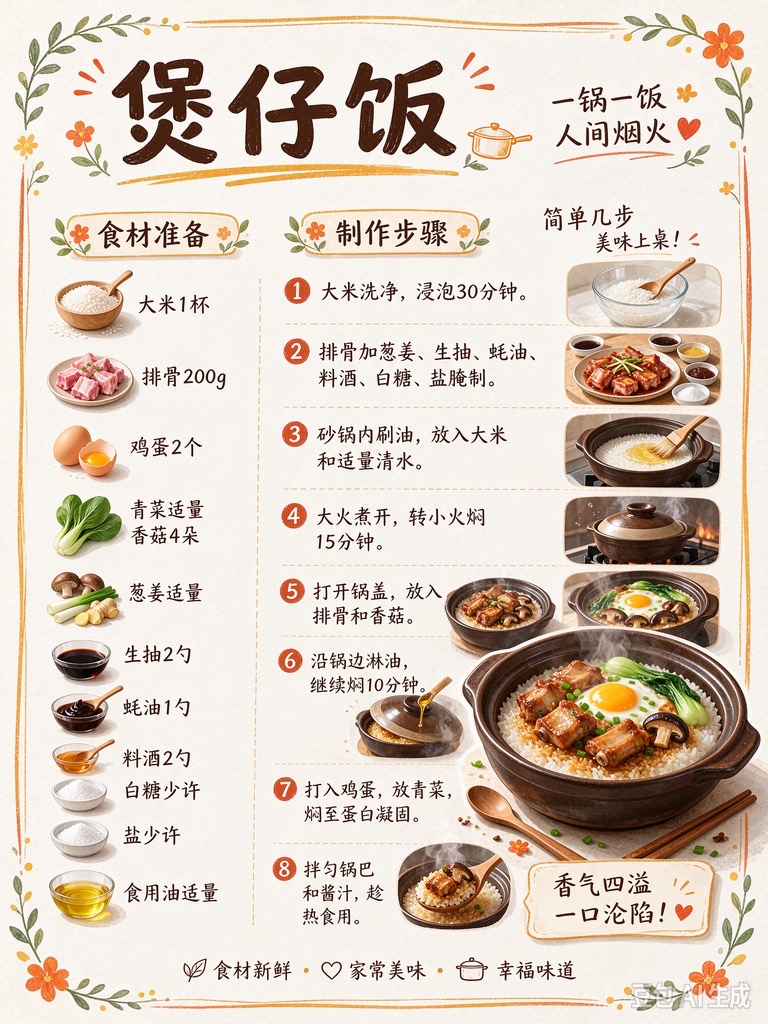 煲仔饭
一锅一饭
人间烟火
食材准备
大米1杯
排骨200g
鸡蛋2个
青菜适量
香菇4朵
葱姜适量
生抽2勺
蚝油1勺
料酒2勺
白糖少许
盐少许
食用油适量
制作步骤
简单几步
美味上桌!
1 大米洗净，浸泡30分钟。
2 排骨加葱姜、生抽、蚝油、
料酒、白糖、盐腌制。
3 砂锅内刷油，放入大米
和适量清水。
4 大火煮开，转小火焖
15分钟。
5 打开锅盖，放入
排骨和香菇。
6 沿锅边淋油，
继续焖10分钟。
7 打入鸡蛋，放青菜，
焖至蛋白凝固。
8 拌匀锅巴
和酱汁，趁
热食用。
香气四溢
一口沦陷!
食材新鲜 • 家常美味 • 幸福味道
豆包AI生成